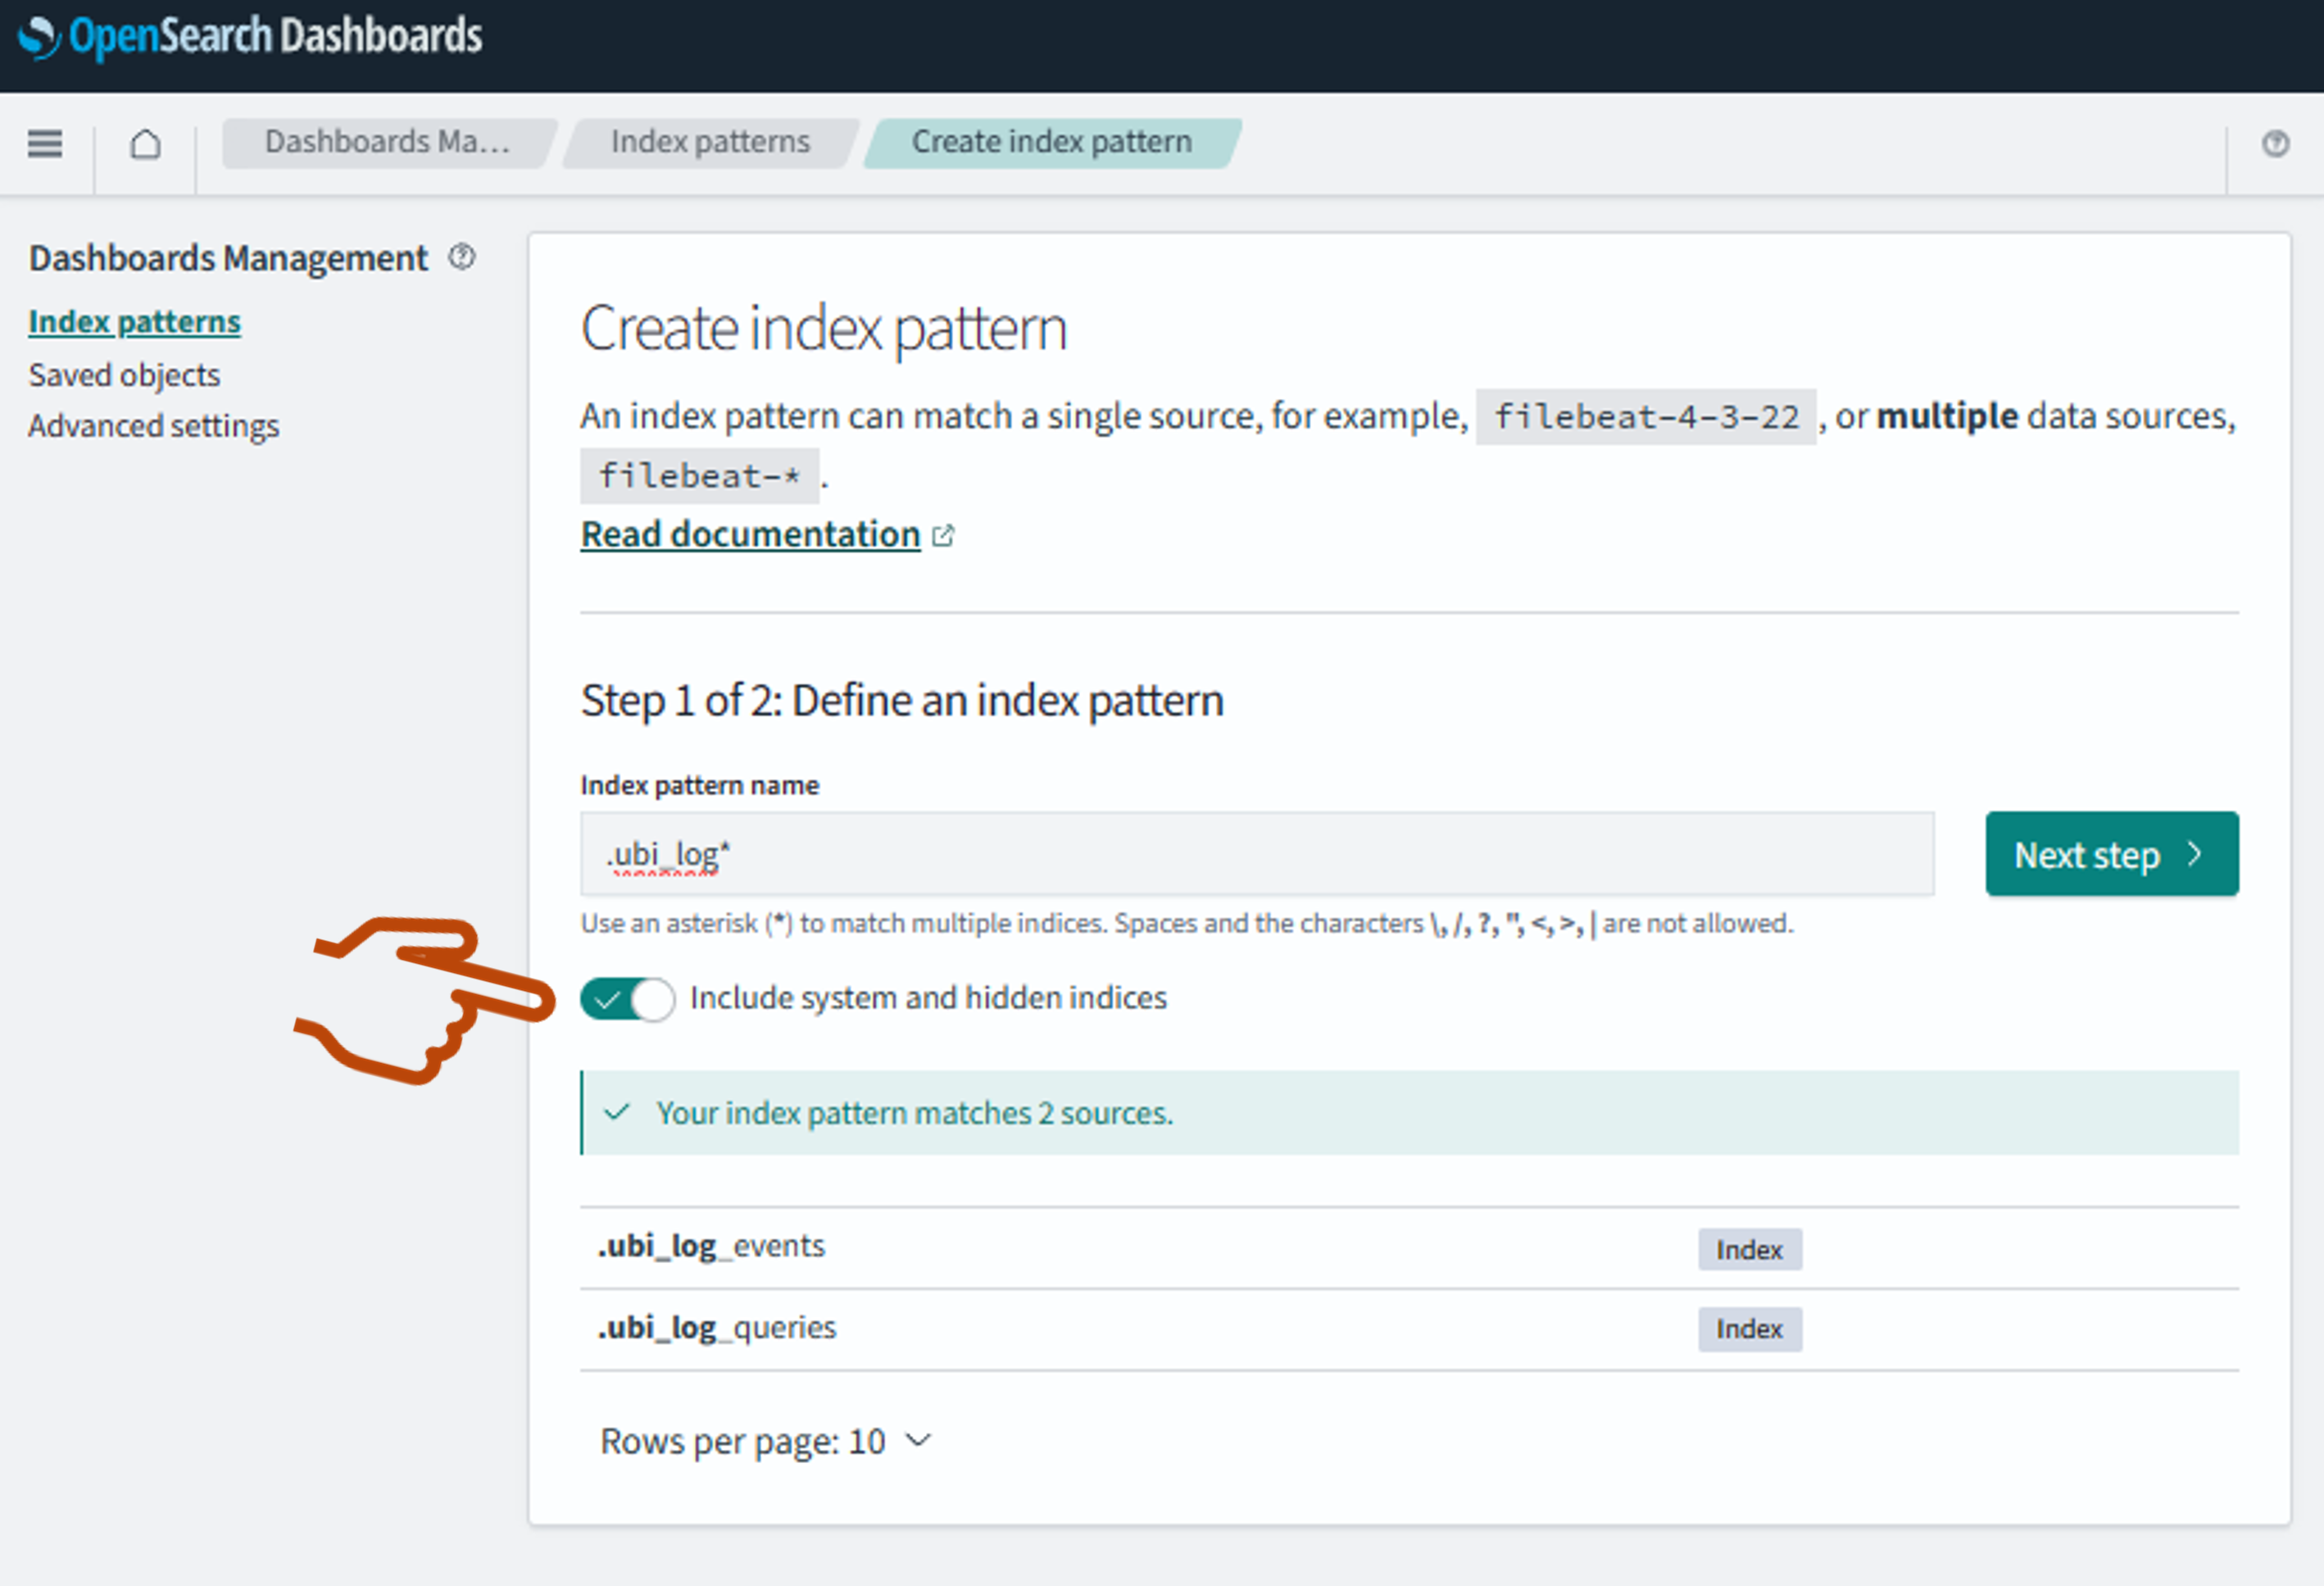 OpenSearch Dashboards
Dashboards Ma...
Index patterns
Create index pattern
Dashboards Management
Index patterns
Saved objects
Advanced settings
Create index pattern
An index pattern can match a single source, for example, filebeat-4-3-22 , or multiple data sources,
filebeat-* .
Read documentation
Step 1 of 2: Define an index pattern
Index pattern name
.ubi_log*
Next step
Use an asterisk (*) to match multiple indices. Spaces and the characters \, /, ?, ", <, >, | are not allowed.
Include system and hidden indices
Your index pattern matches 2 sources.
.ubi_log_events
Index
.ubi_log_queries
Index
Rows per page: 10